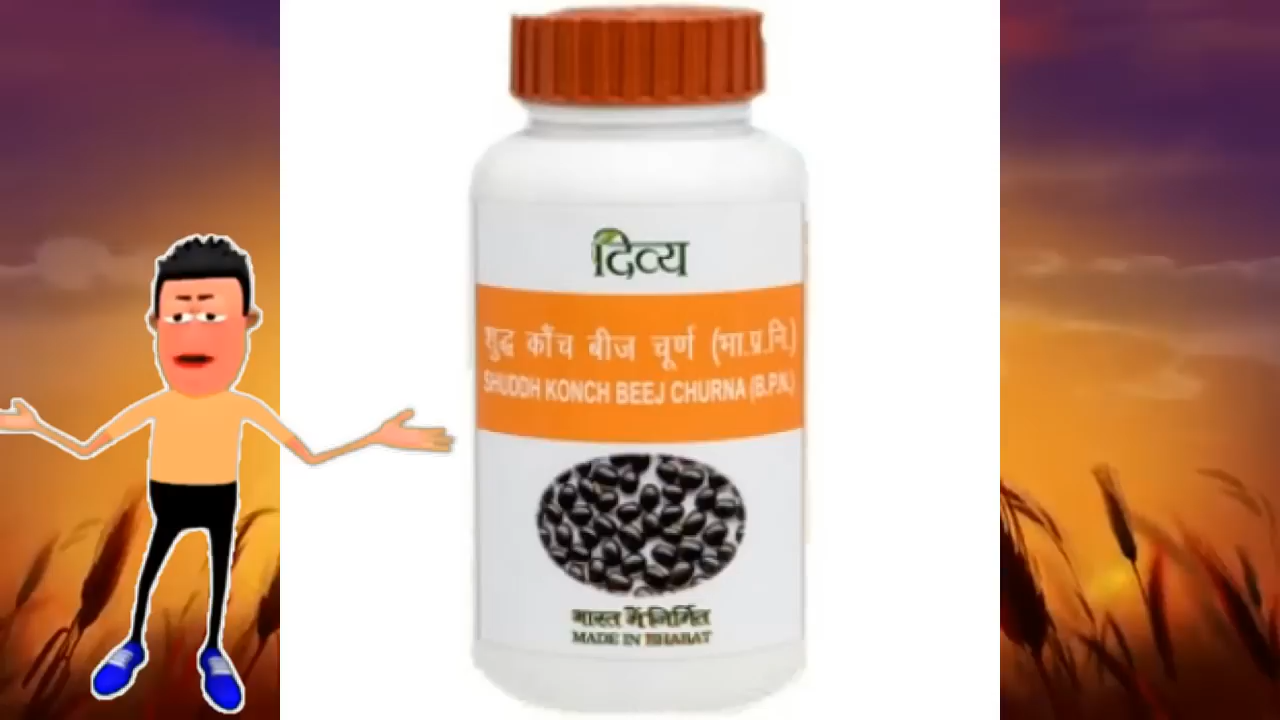 दिव्य
शुद्ध कौंच बीज चूर्ण (भा.प्र.नि.)
SHUDDH KONCH BEEJ CHURNA (B.P.N.)
भारत में निर्मित
MADE IN BHARAT